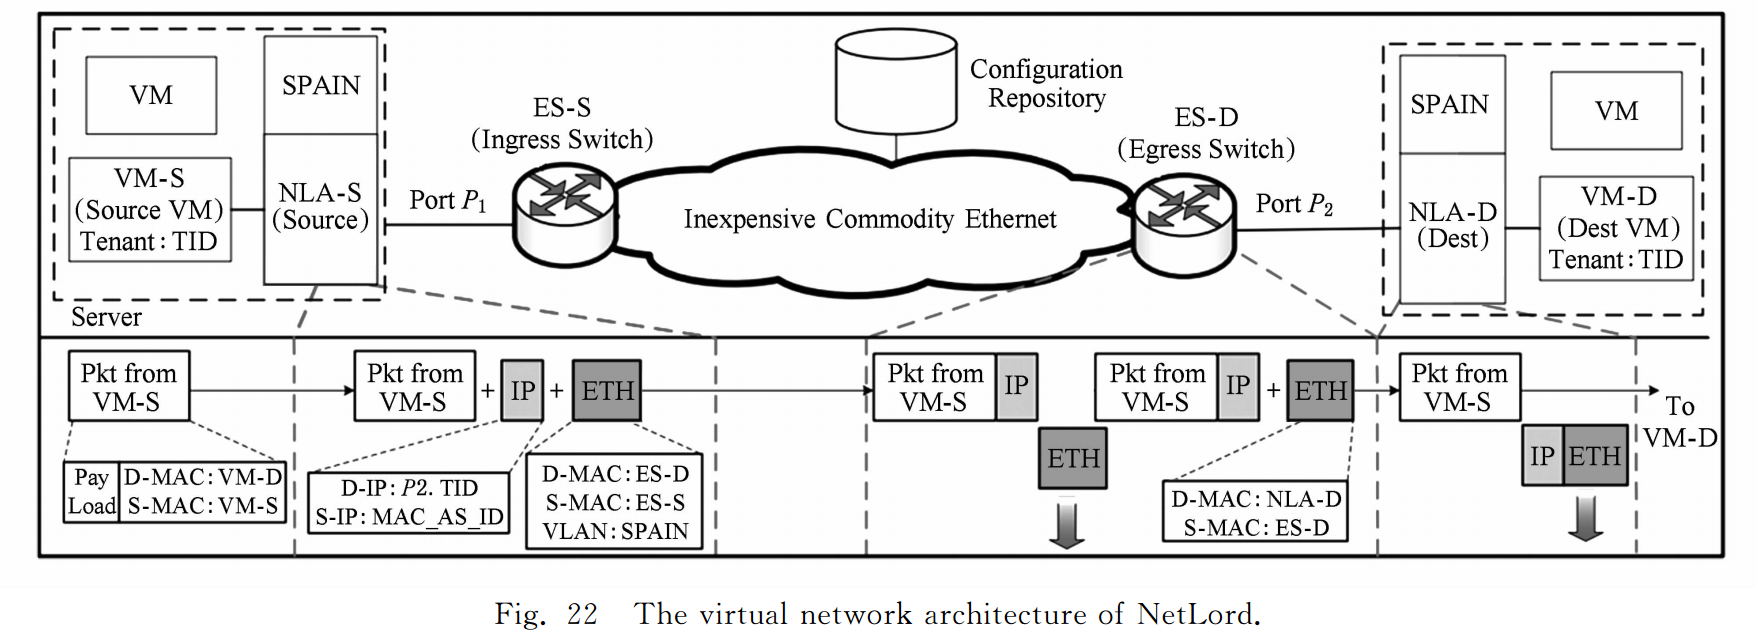 VM
SPAIN
VM-S
(Source VM)
Tenant: TID
NLA-S
(Source)
Server
Port P1
ES-S
(Ingress Switch)
Configuration
Repository
Inexpensive Commodity Ethernet
ES-D
(Egress Switch)
Port P2
SPAIN
VM
NLA-D
(Dest)
VM-D
(Dest VM)
Tenant: TID
Pkt from
VM-S
Pay
Load
D-MAC: VM-D
S-MAC: VM-S
Pkt from
VM-S
+ IP + ETH
D-IP: P2. TID
S-IP: MAC_AS_ID
D-MAC: ES-D
S-MAC: ES-S
VLAN: SPAIN
Pkt from
VM-S
IP
ETH
Pkt from
VM-S
IP + ETH
D-MAC: NLA-D
S-MAC: ES-D
Pkt from
VM-S
IP ETH
To
VM-D
Fig. 22 The virtual network architecture of NetLord.